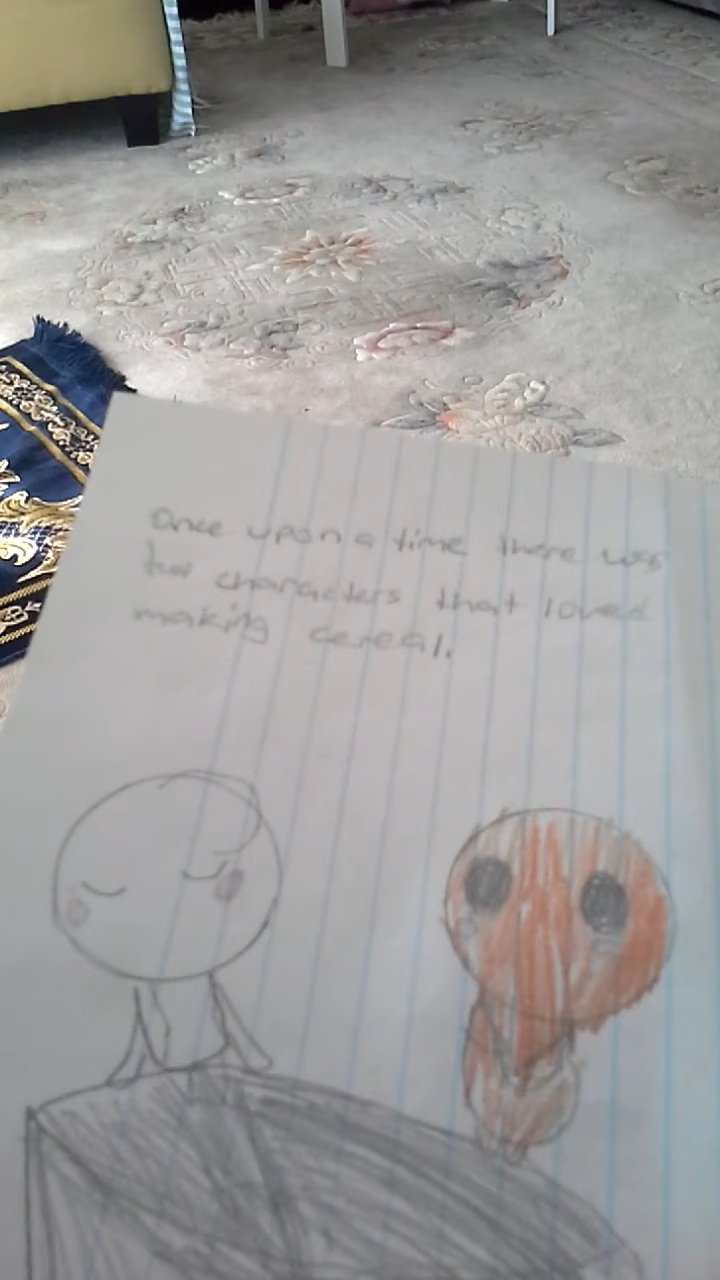 Once upon a time there was
two characters that loved
making cereal.